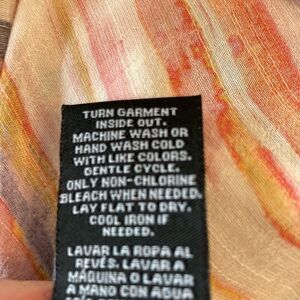 TURN GARMENT
INSIDE OUT.
MACHINE WASH OR
HAND WASH COLD
WITH LIKE COLORS.
GENTLE CYCLE.
ONLY NON-CHLORINE
BLEACH WHEN NEEDED.
LAY FLAT TO DRY.
COOL IRON IF
NEEDED.
LAVAR LA ROPA AL
REVÉS. LAVAR A
MÁQUINA O LAVAR
A MANO CON AGUA